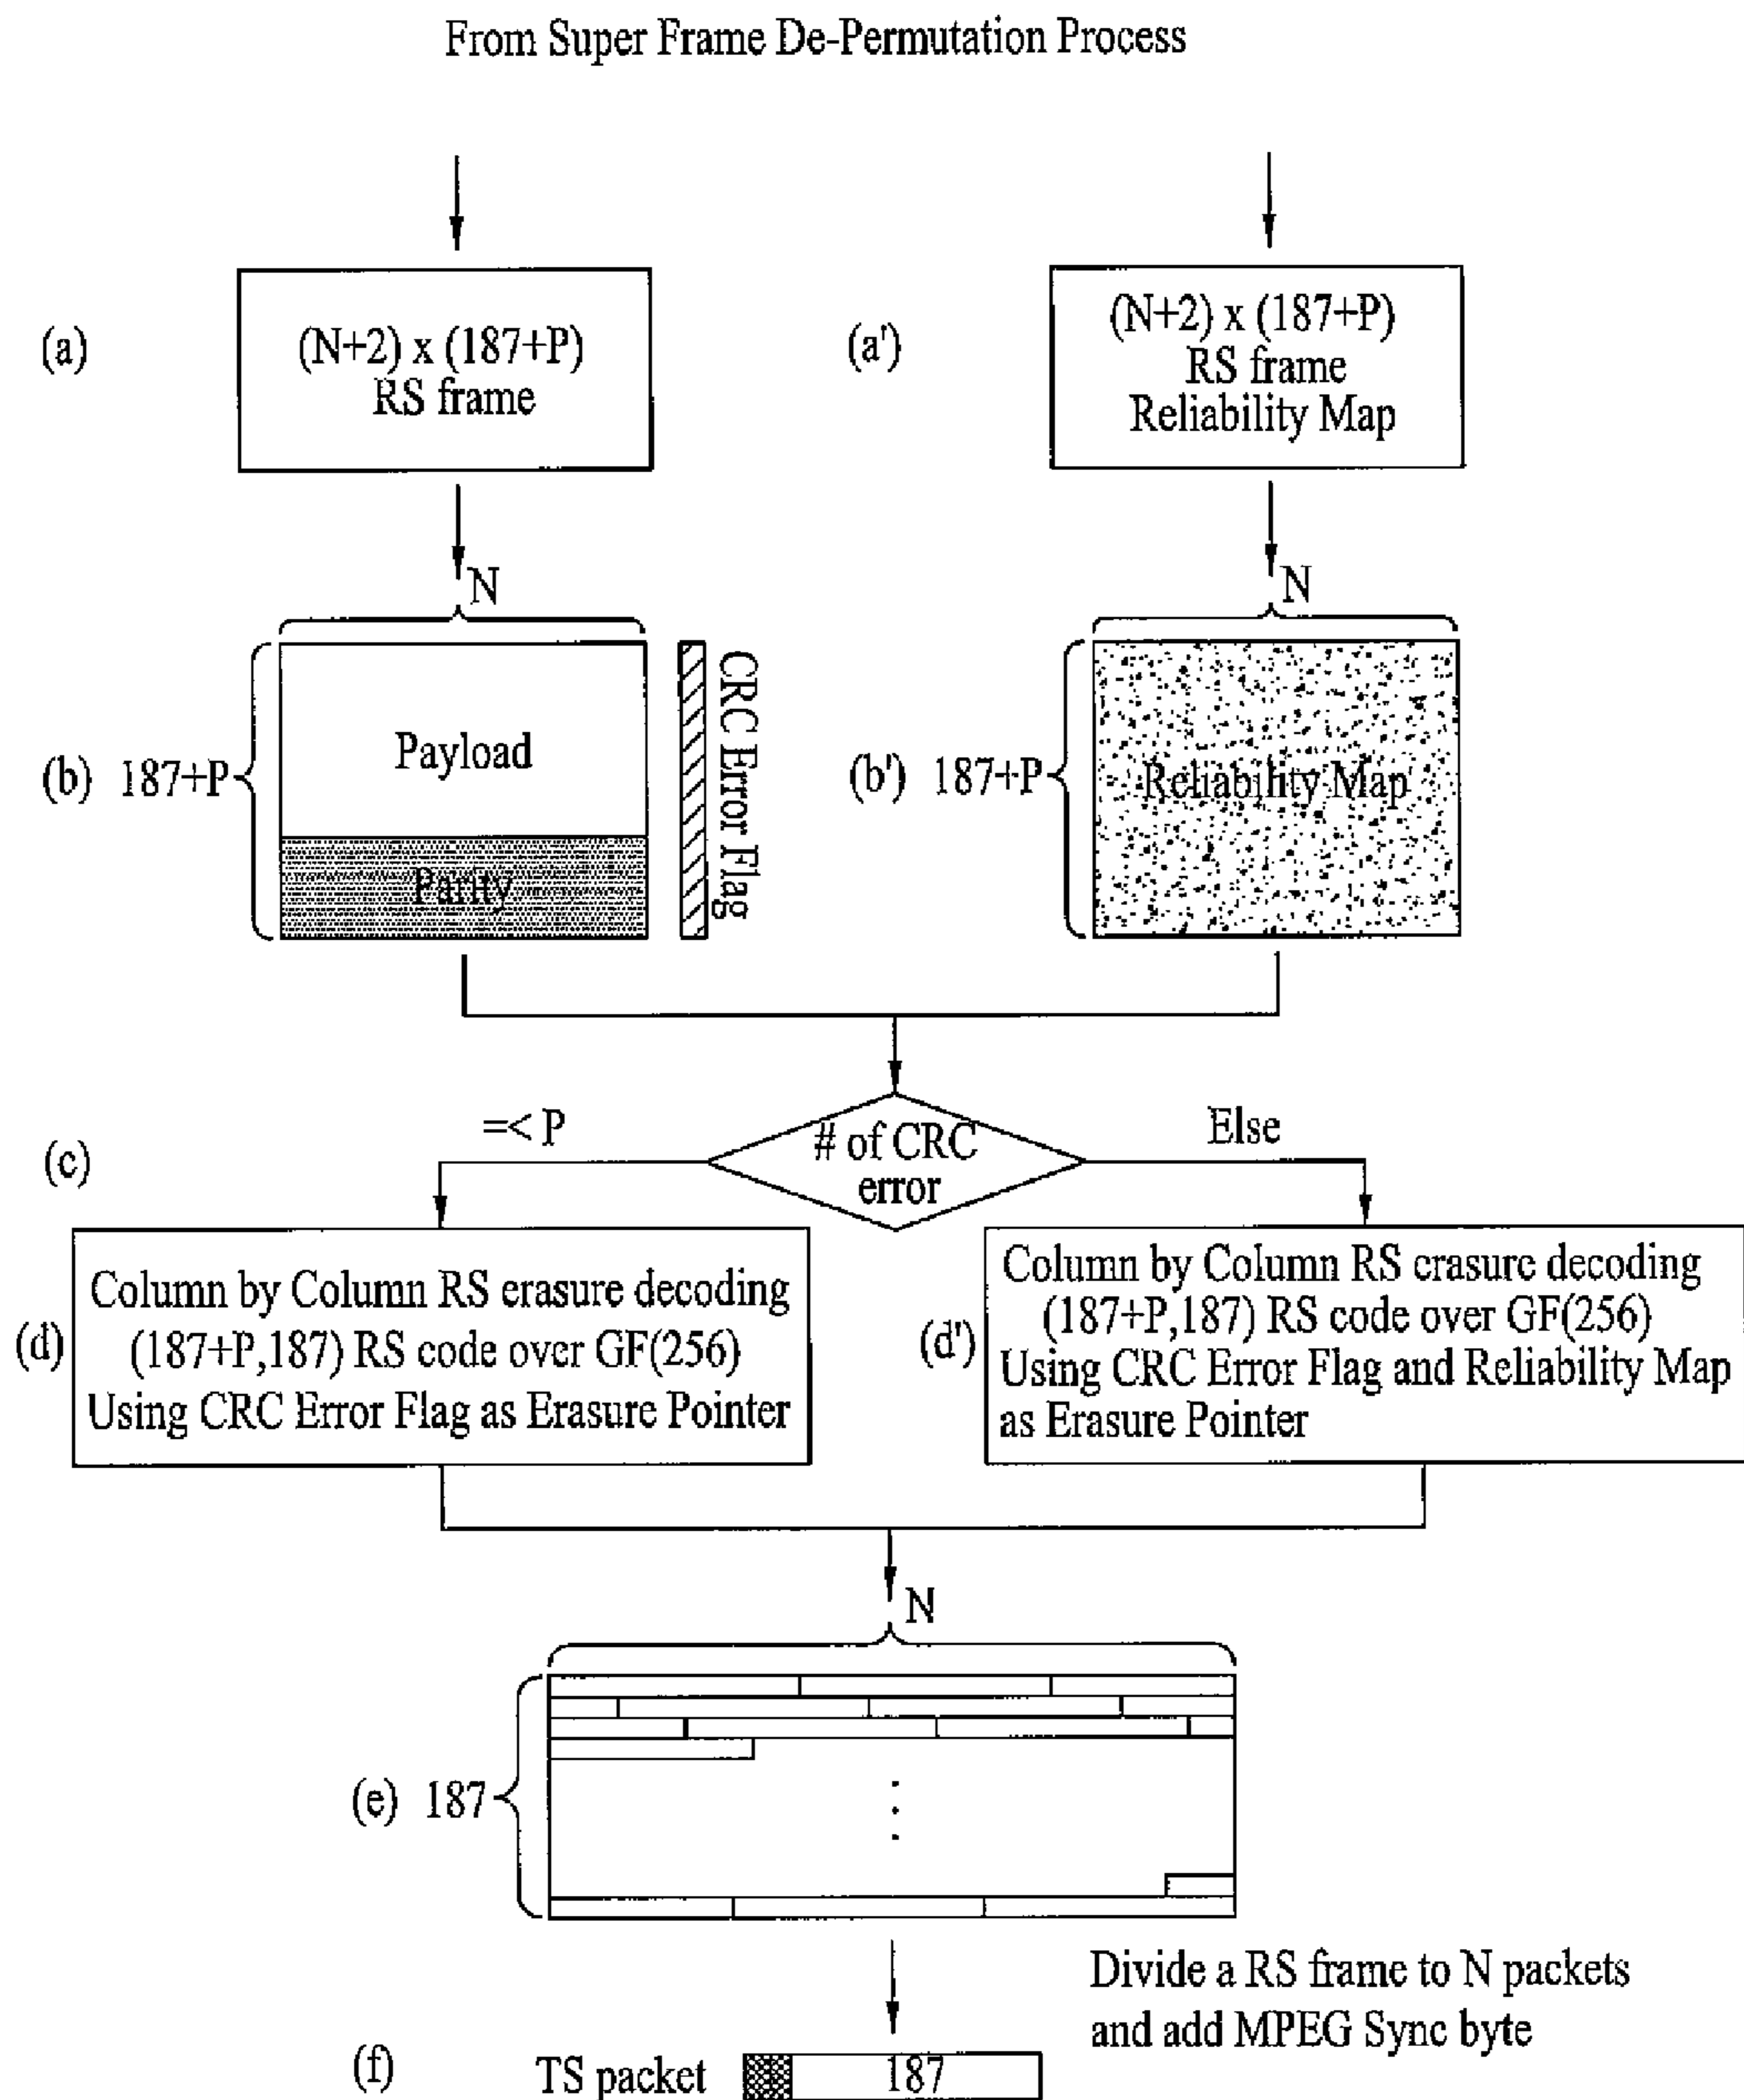 From Super Frame De-Permutation Process
(a)
(N+2) x (187+P)
RS frame
(a')
(N+2) x (187+P)
RS frame
Reliability Map
N
N
(b)
187+P
Payload
Parity
CRC Error Flag
(b')
187+P
Reliability Map
(c)
=< P
# of CRC
error
Else
(d)
Column by Column RS erasure decoding
(187+P,187) RS code over GF(256)
Using CRC Error Flag as Erasure Pointer
(d')
Column by Column RS erasure decoding
(187+P,187) RS code over GF(256)
Using CRC Error Flag and Reliability Map
as Erasure Pointer
N
(e)
187
Divide a RS frame to N packets
and add MPEG Sync byte
(f)
TS packet
187